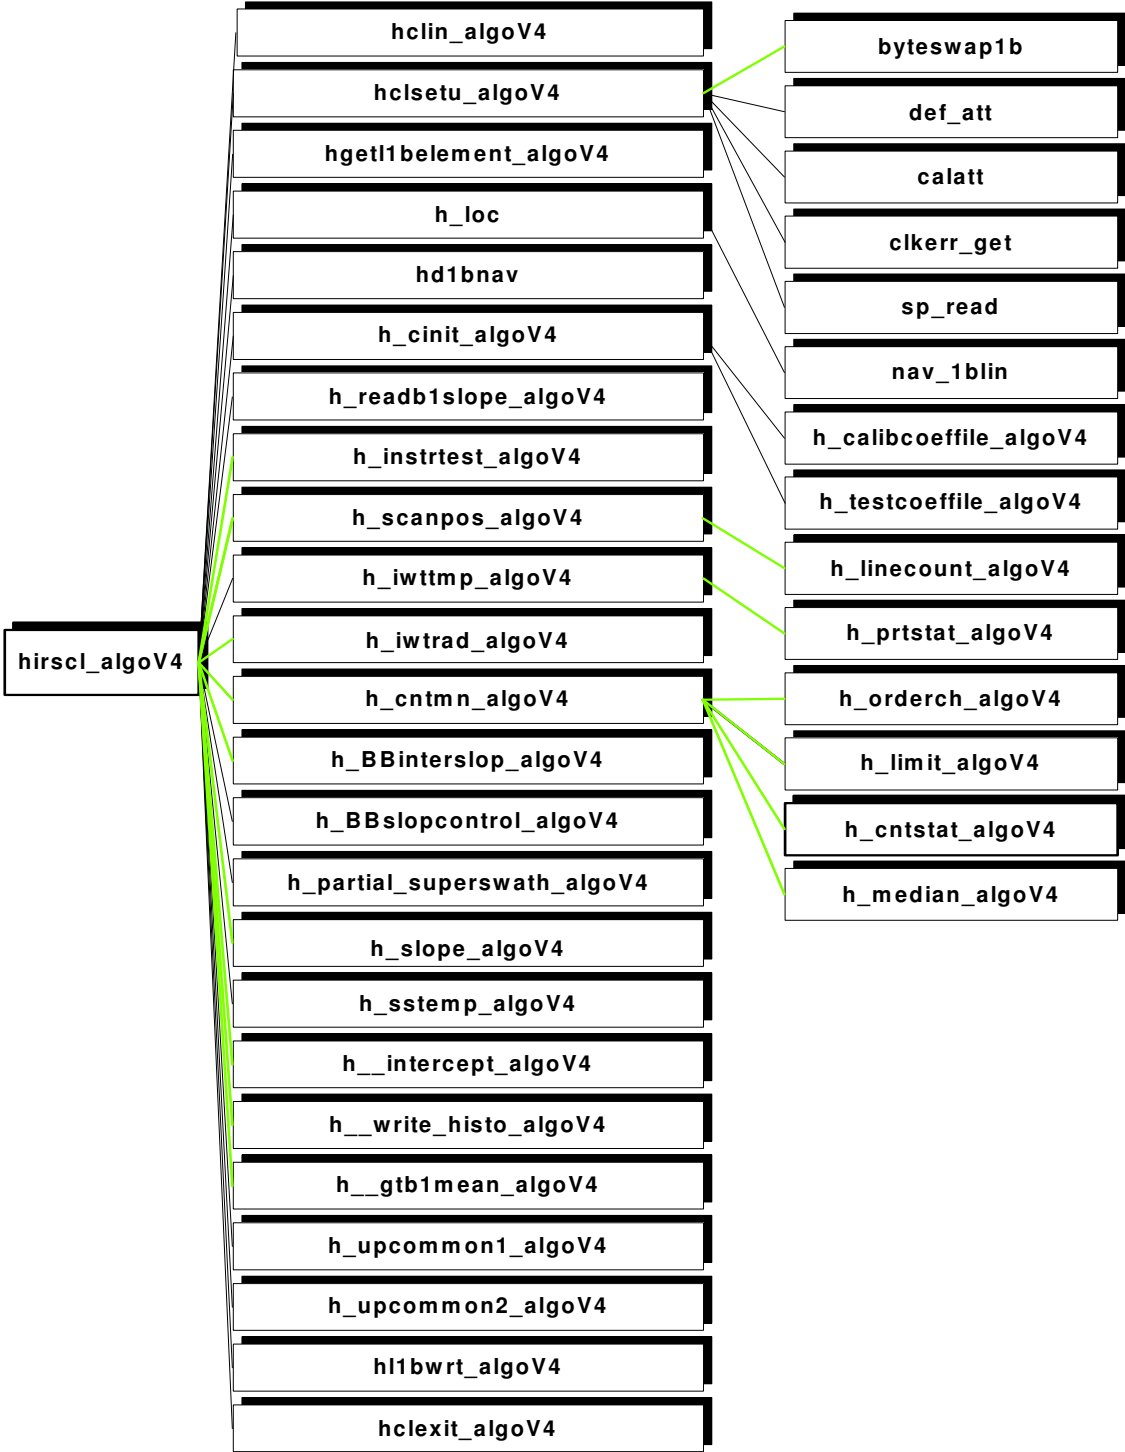 hirscl_algoV4
hclin_algoV4
hclsetu_algoV4
hgetl1belement_algoV4
h_loc
hd1bnav
h_cinit_algoV4
h_readb1slope_algoV4
h_instrtest_algoV4
h_scanpos_algoV4
h_iwttmp_algoV4
h_iwtrad_algoV4
h_cntmn_algoV4
h_BBinterslop_algoV4
h_BBslopcontrol_algoV4
h_partial_superswath_algoV4
h_slope_algoV4
h_sstemp_algoV4
h__intercept_algoV4
h__write_histo_algoV4
h__gtb1mean_algoV4
h_upcommon1_algoV4
h_upcommon2_algoV4
hl1bwrt_algoV4
hclexit_algoV4
byteswap1b
def_att
calatt
clkerr_get
sp_read
nav_1blin
h_calibcoeffile_algoV4
h_testcoeffile_algoV4
h_linecount_algoV4
h_prtstat_algoV4
h_orderch_algoV4
h_limit_algoV4
h_cntstat_algoV4
h_median_algoV4